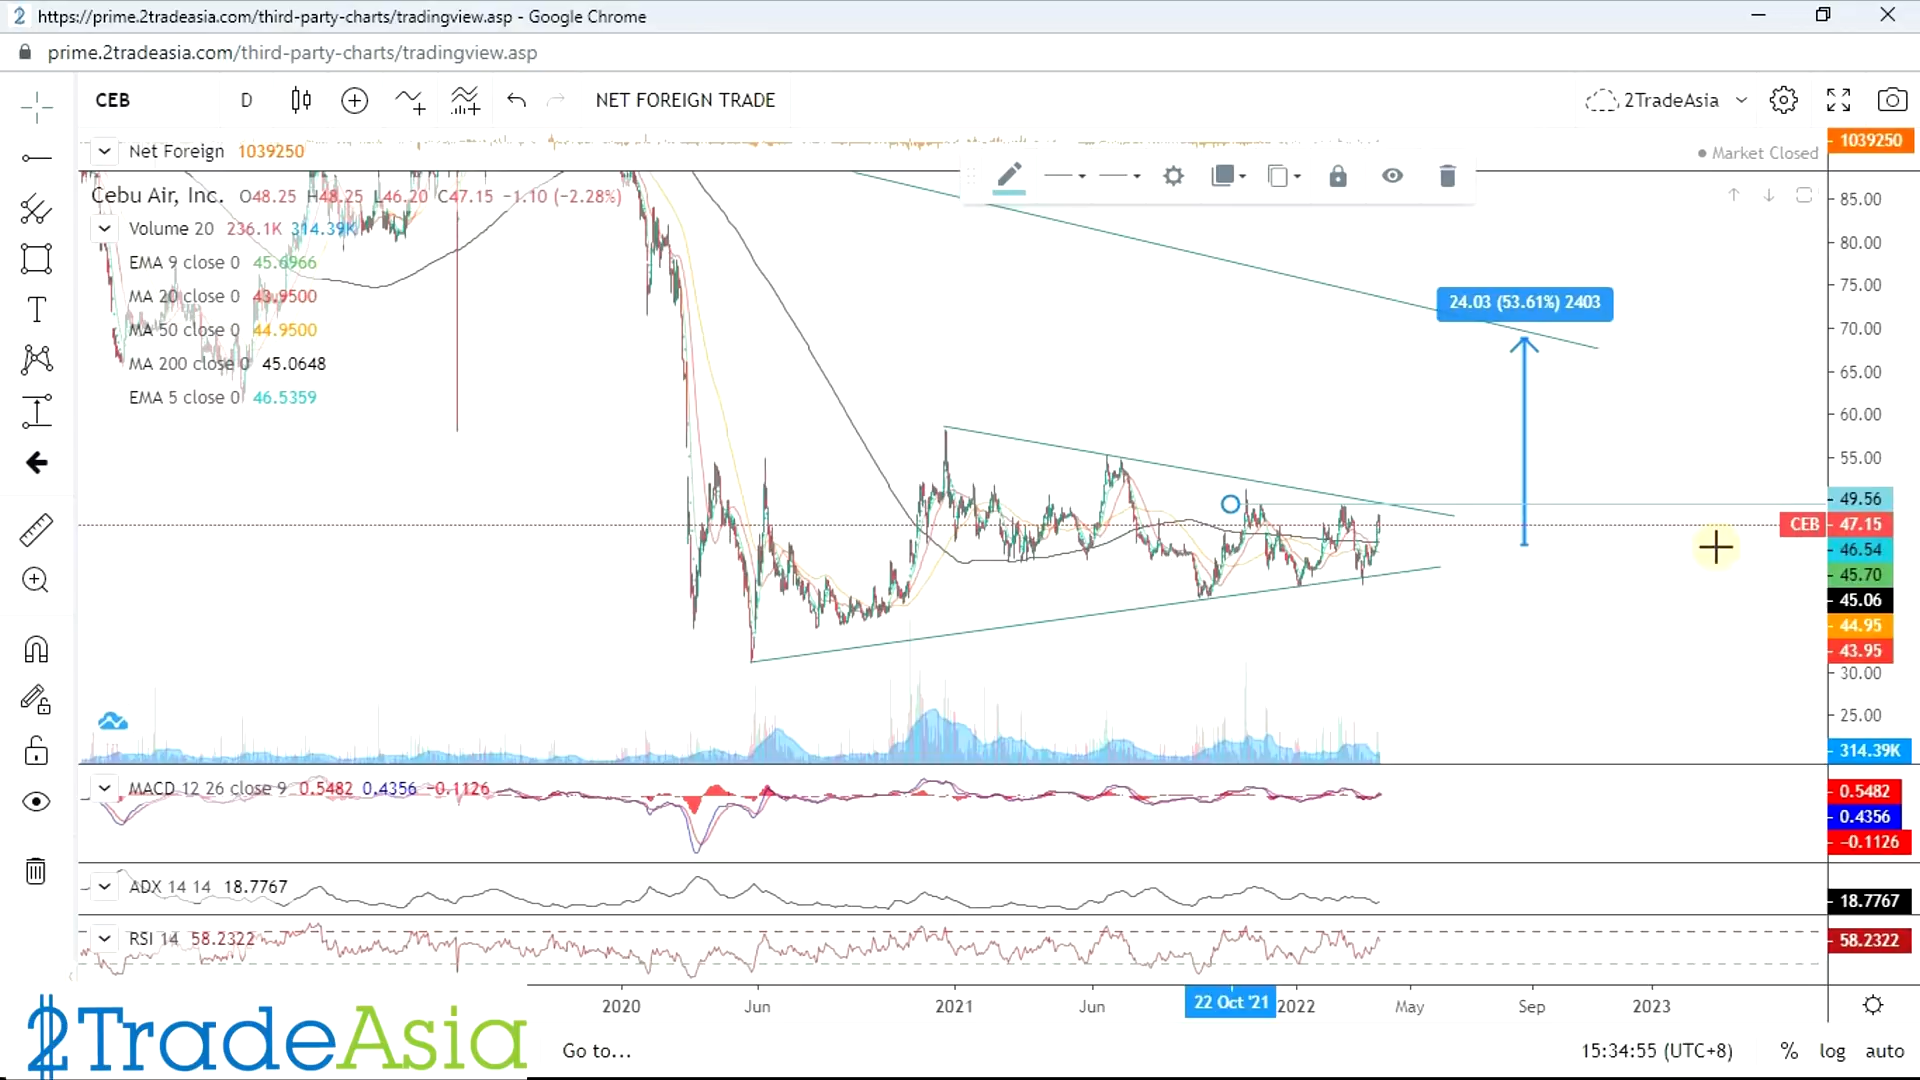 https://prime.2tradeasia.com/third-party-charts/tradingview.asp - Google Chrome
prime.2tradeasia.com/third-party-charts/tradingview.asp
CEB D NET FOREIGN TRADE 2TradeAsia
Net Foreign 1039250
1039250
Market Closed
Cebu Air, Inc. O48.25 H48.25 L46.20 C47.15 −1.10 (−2.28%)
Volume 20 236.1K 314.39K
EMA 9 close 0 45.6966
MA 20 close 0 43.9500
MA 50 close 0 44.9500
MA 200 close 0 45.0648
EMA 5 close 0 46.5359
24.03 (53.61%) 2403
85.00
80.00
75.00
70.00
65.00
60.00
55.00
49.56
CEB 47.15
46.54
45.70
45.06
44.95
43.95
30.00
25.00
314.39K
MACD 12 26 close 9 0.5482 0.4356 −0.1126
0.5482
0.4356
−0.1126
ADX 14 14 18.7767
18.7767
RSI 14 58.2322
58.2322
2020 Jun 2021 Jun 22 Oct '21 2022 May Sep 2023
2TradeAsia
Go to...
15:34:55 (UTC+8) % log auto